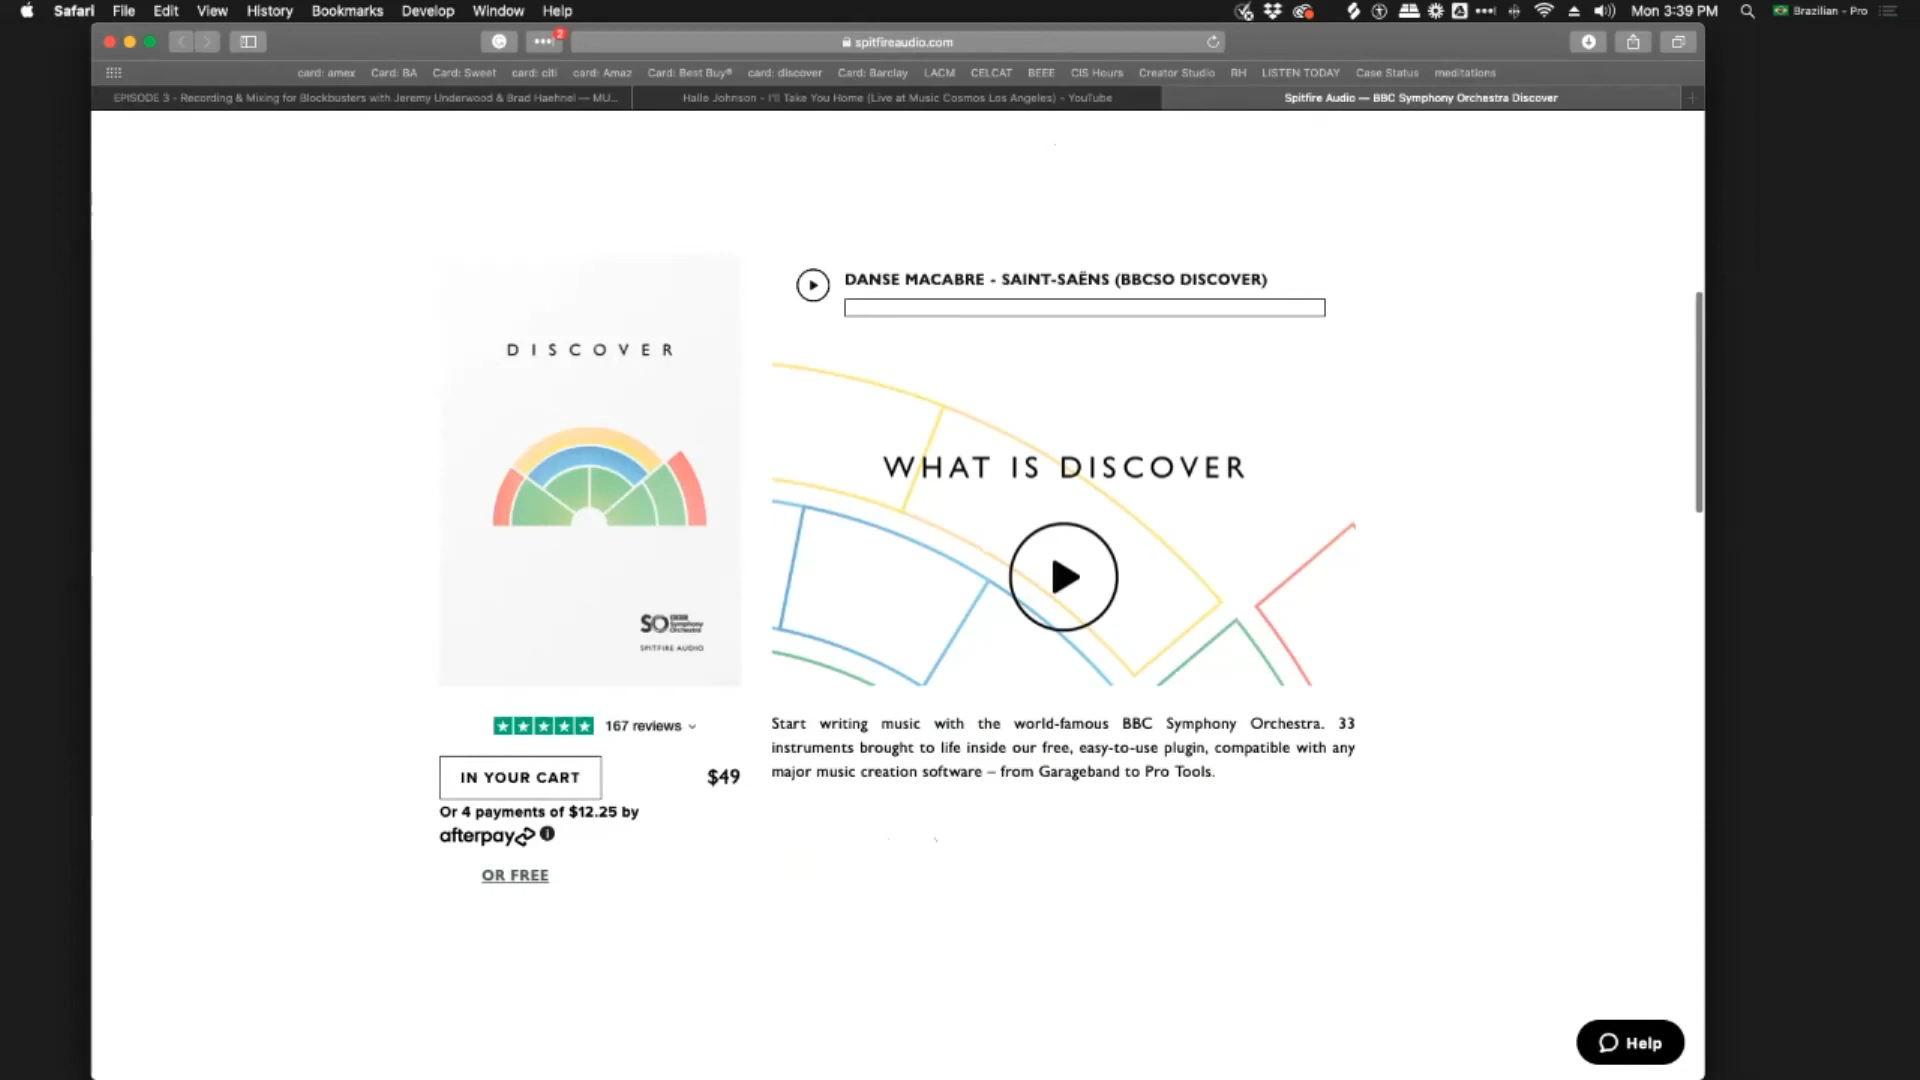 Safari File Edit View History Bookmarks Develop Window Help Mon 3:39 PM Brazilian - Pro
2 spitfireaudio.com
card: amex Card: BA Card: Sweet card: citi card: Amaz Card: Best Buy® card: discover Card: Barclay LACM CELCAT BEEE CIS Hours Creator Studio RH LISTEN TODAY Case Status meditations
EPISODE 3 - Recording & Mixing for Blockbusters with Jeremy Underwood & Brad Haehnel — MU... Halle Johnson - I'll Take You Home (Live at Music Cosmos Los Angeles) - YouTube Spitfire Audio — BBC Symphony Orchestra Discover
DANSE MACABRE - SAINT-SAËNS (BBCSO DISCOVER)
DISCOVER
WHAT IS DISCOVER
SO BBC Symphony Orchestra
SPITFIRE AUDIO
167 reviews
Start writing music with the world-famous BBC Symphony Orchestra. 33
instruments brought to life inside our free, easy-to-use plugin, compatible with any
major music creation software – from Garageband to Pro Tools.
IN YOUR CART $49
Or 4 payments of $12.25 by
afterpay
OR FREE
Help